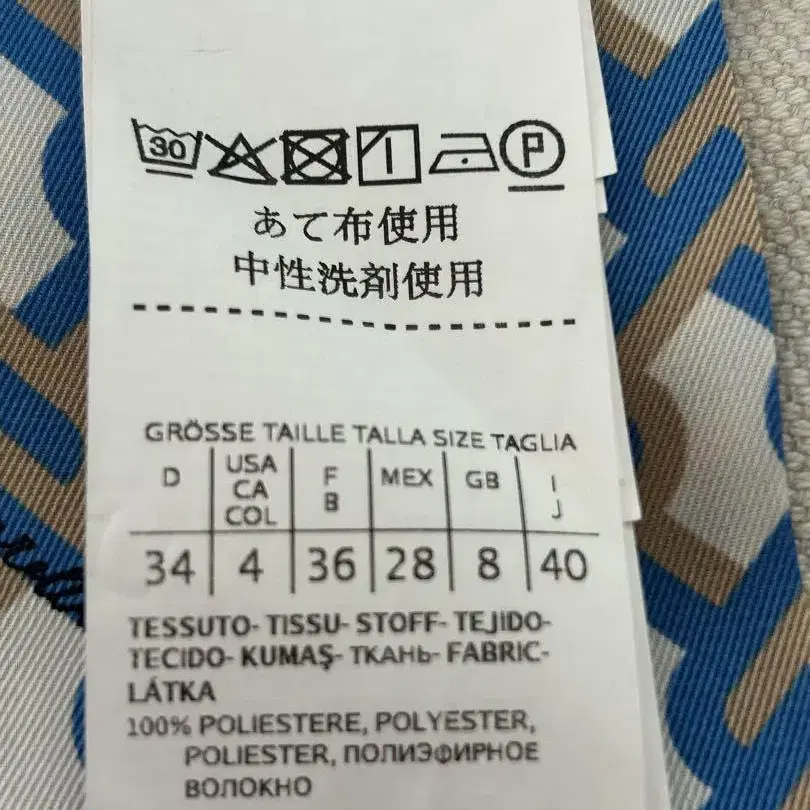 30
P
あて布使用
中性洗剤使用
GRÖSSE TAILLE TALLA SIZE TAGLIA
D USA CA COL F B MEX GB I J
34 4 36 28 8 40
TESSUTO- TISSU- STOFF- TEJIDO-
TECIDO- KUMAŞ- ТКАНЬ- FABRIC-
LÁTKA
100% POLIESTERE, POLYESTER,
POLIESTER, ПОЛИЭФИРНОЕ
ВОЛОКНО